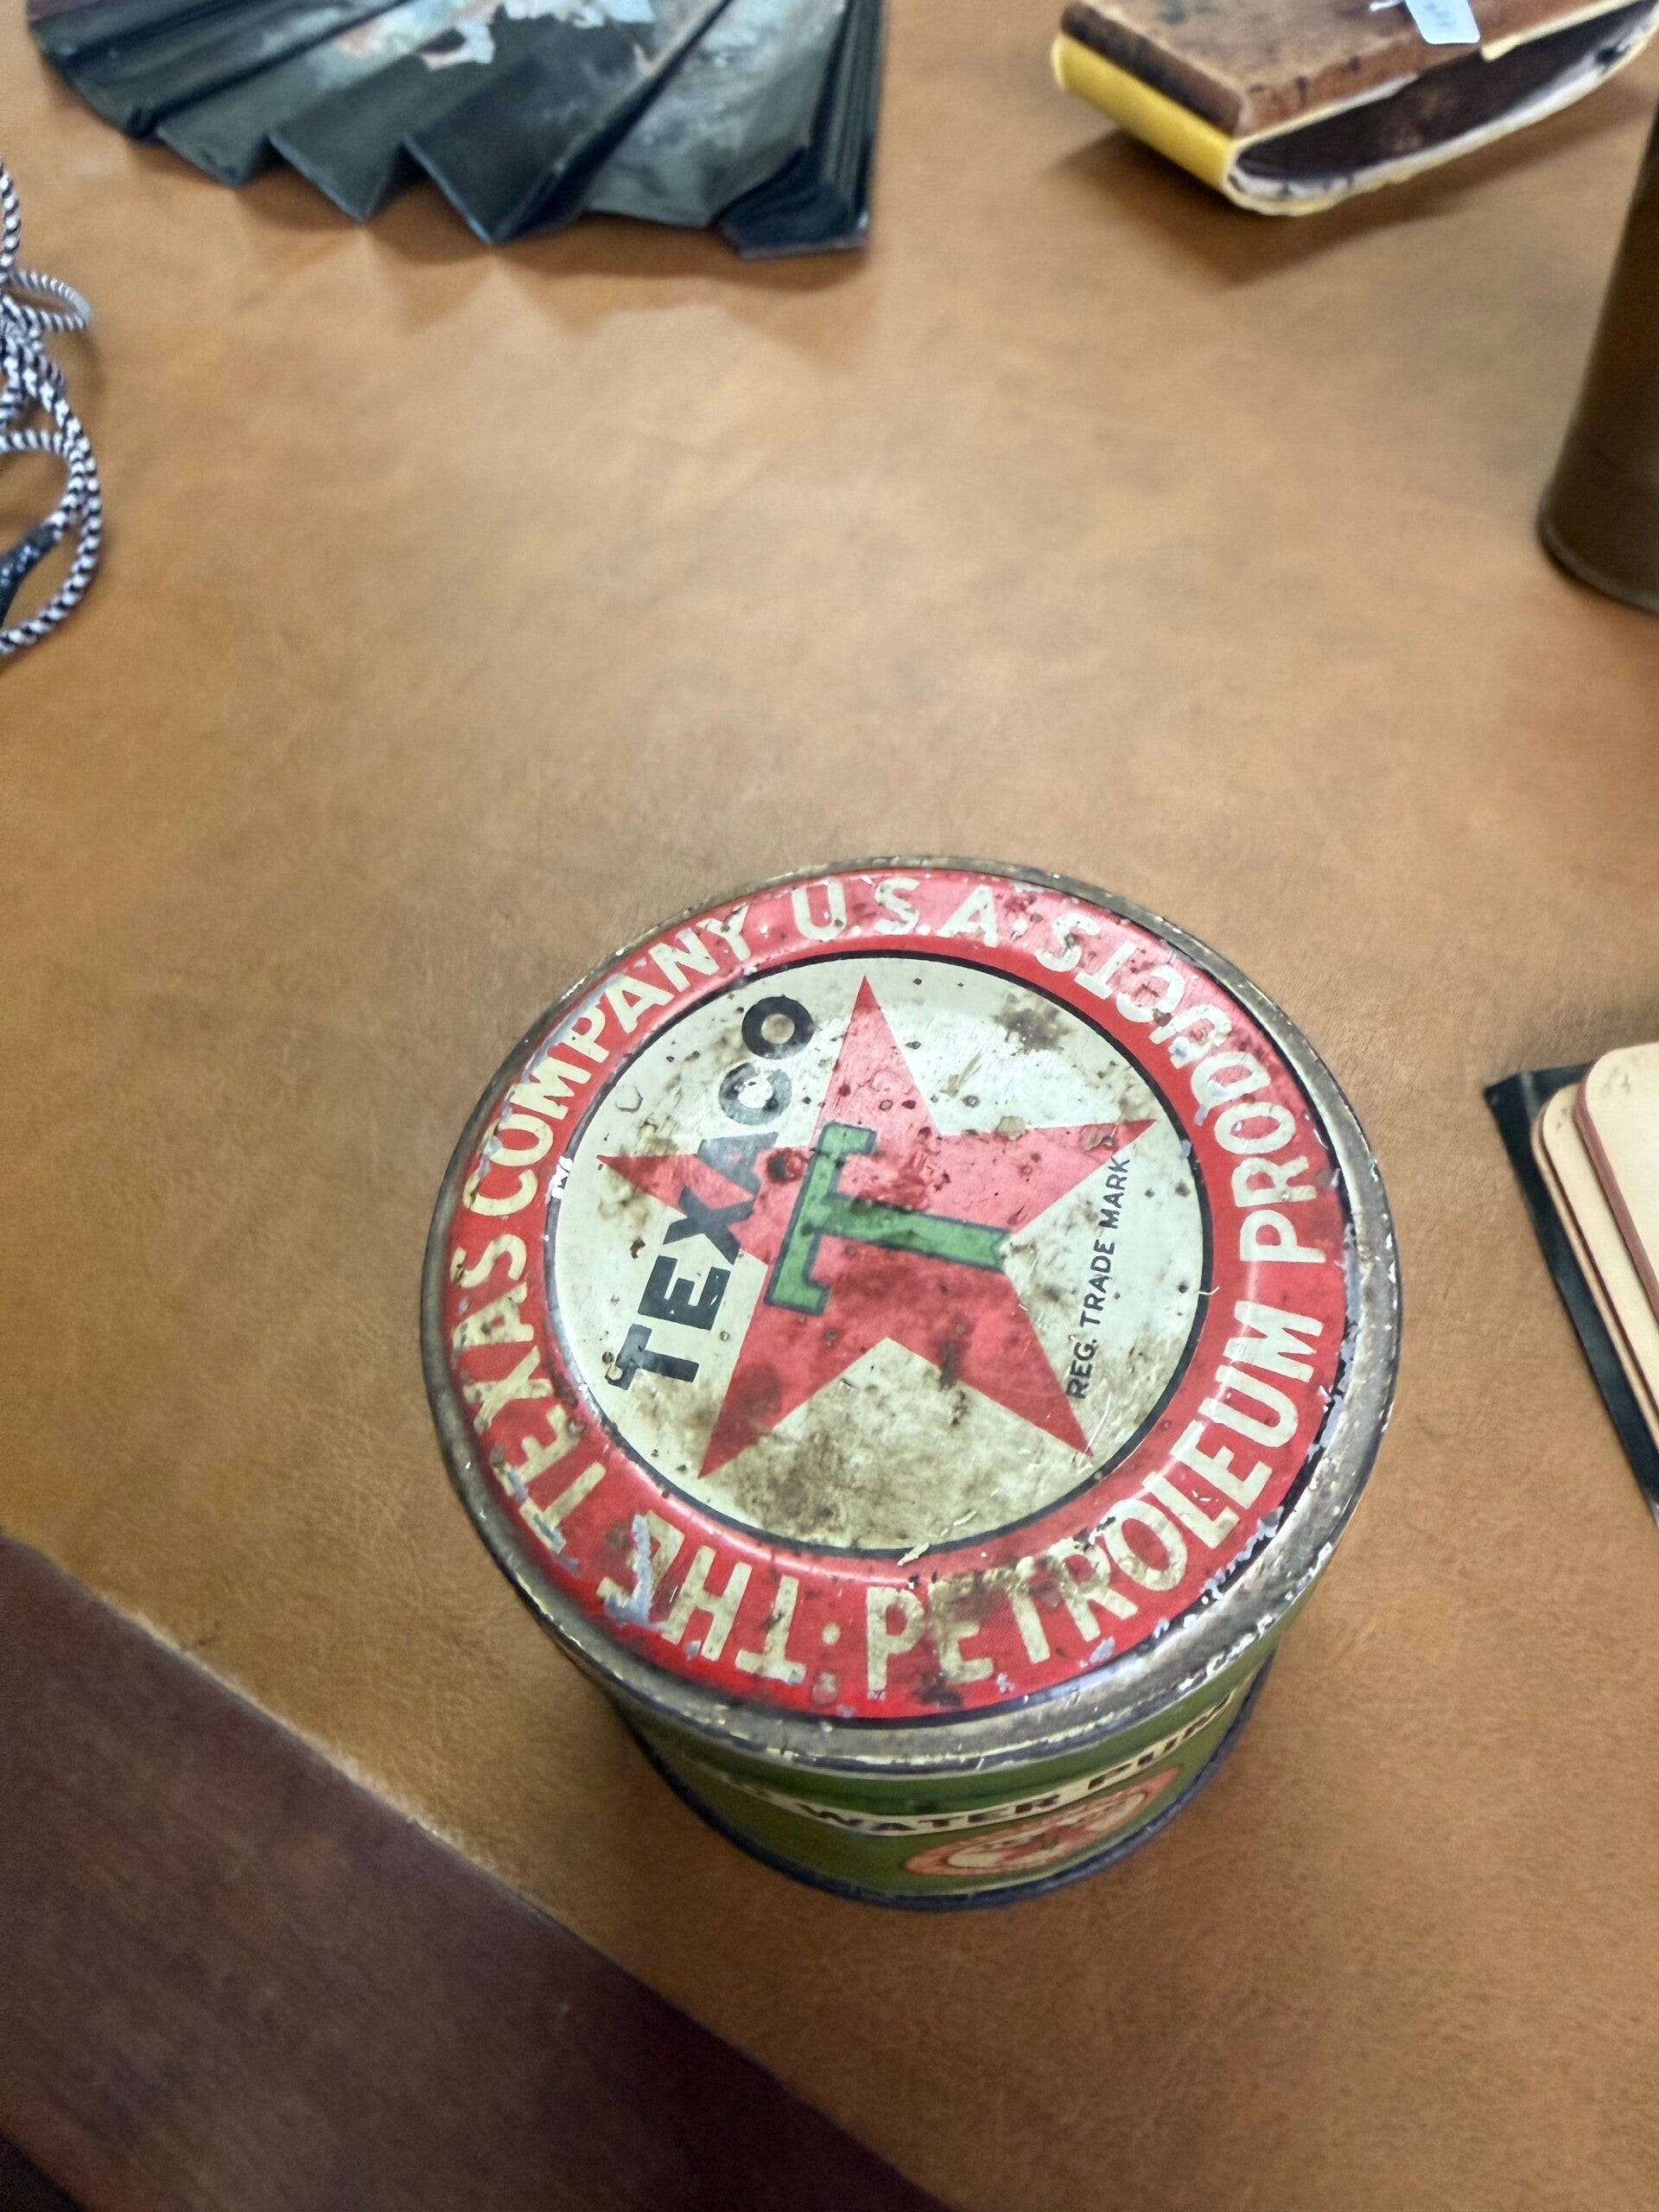 THE TEXAS COMPANY U.S.A.
PETROLEUM PRODUCTS
TEXACO
T
REG. TRADE MARK
WATER